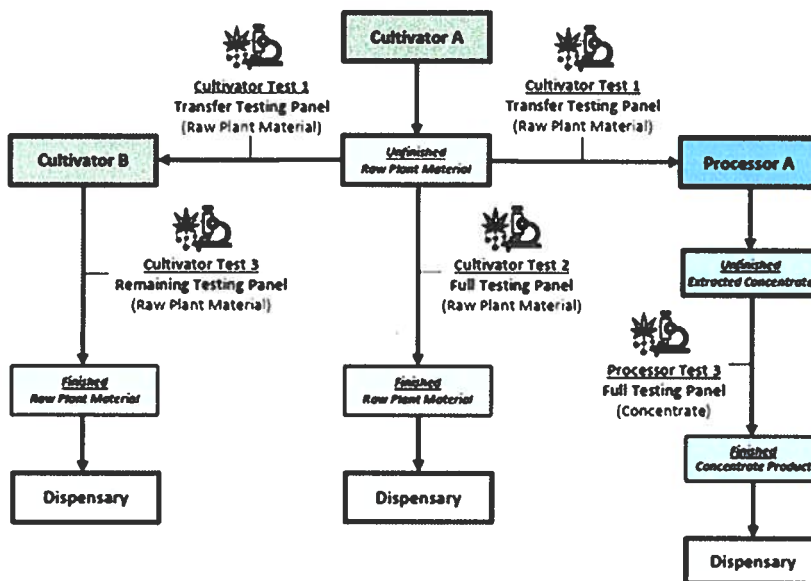 Cultivator A
Cultivator Test 1
Transfer Testing Panel
(Raw Plant Material)
Cultivator Test 1
Transfer Testing Panel
(Raw Plant Material)
Cultivator B
Unfinished
Raw Plant Material
Processor A
Cultivator Test 3
Remaining Testing Panel
(Raw Plant Material)
Cultivator Test 2
Full Testing Panel
(Raw Plant Material)
Unfinished
Extracted Concentrate
Processor Test 3
Full Testing Panel
(Concentrate)
Finished
Raw Plant Material
Finished
Raw Plant Material
Finished
Concentrate Product
Dispensary
Dispensary
Dispensary